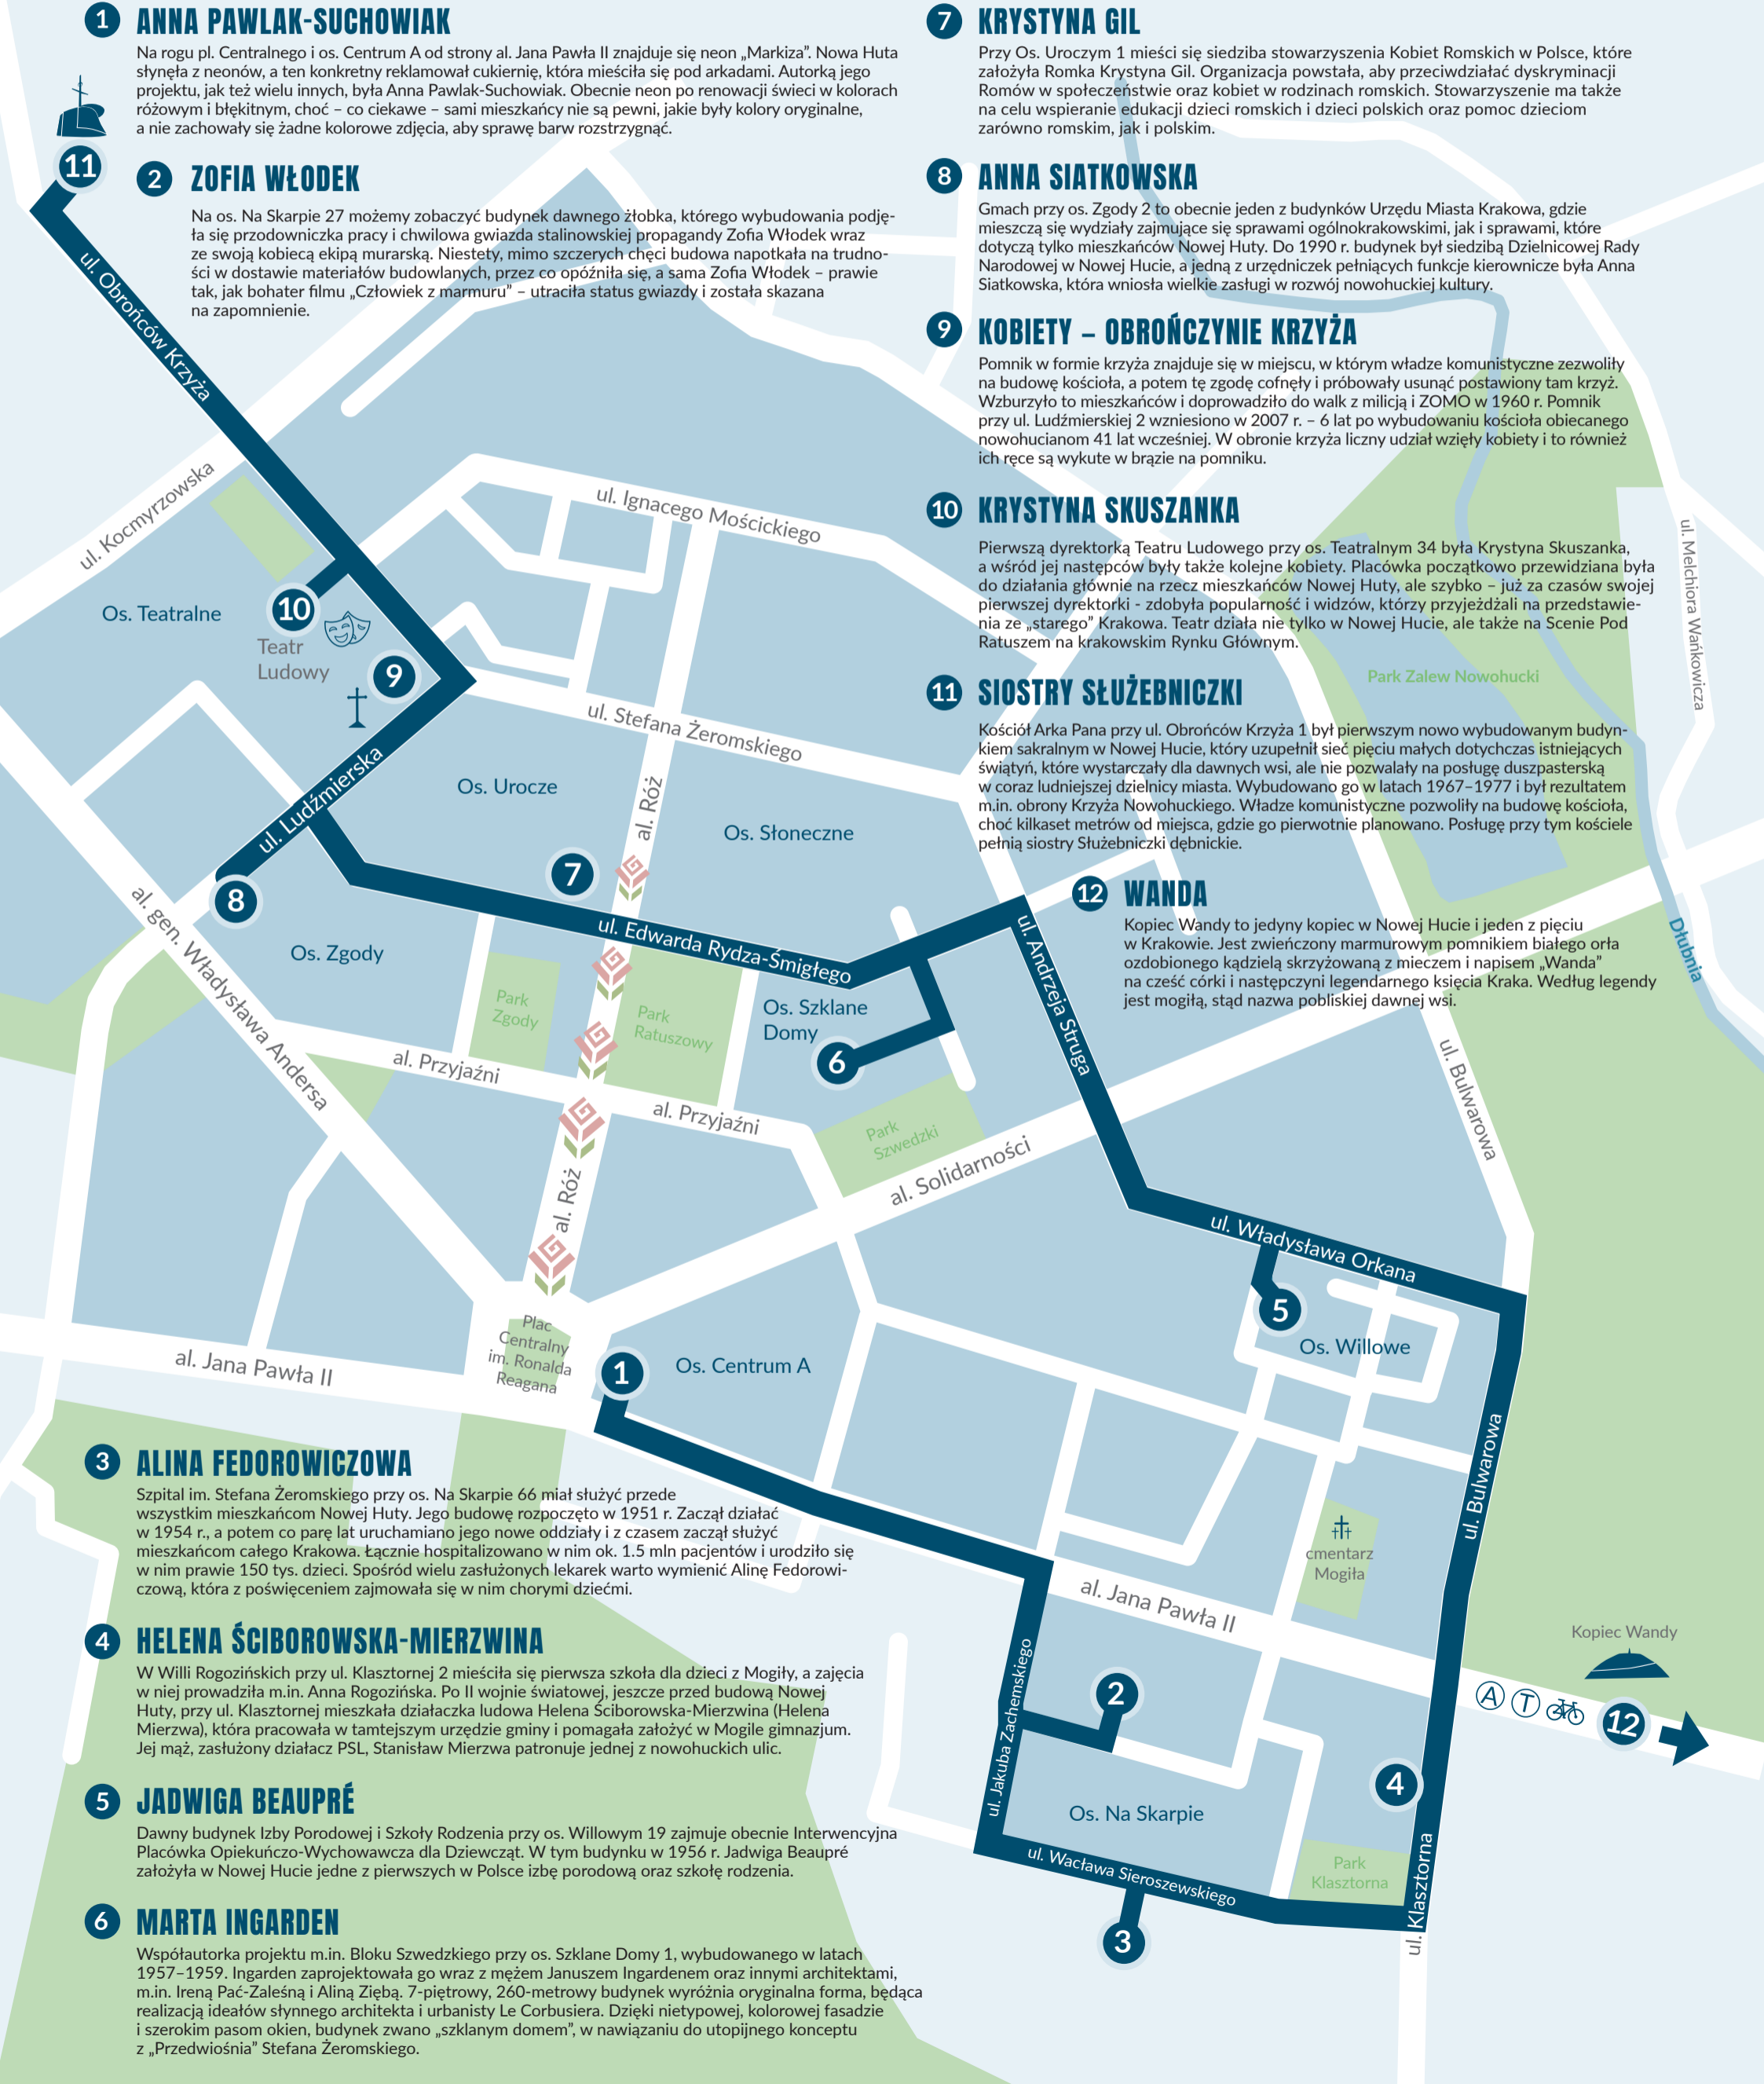 1 ANNA PAWLAK-SUCHOWIAK
Na rogu pl. Centralnego i os. Centrum A od strony al. Jana Pawła II znajduje się neon „Markiza”. Nowa Huta
słynęła z neonów, a ten konkretny reklamował cukiernię, która mieściła się pod arkadami. Autorką jego
projektu, jak też wielu innych, była Anna Pawlak-Suchowiak. Obecnie neon po renowacji świeci w kolorach
różowym i błękitnym, choć – co ciekawe – sami mieszkańcy nie są pewni, jakie były kolory oryginalne,
a nie zachowały się żadne kolorowe zdjęcia, aby sprawę barw rozstrzygnąć.
2 ZOFIA WŁODEK
Na os. Na Skarpie 27 możemy zobaczyć budynek dawnego żłobka, którego wybudowania podję-
ła się przodowniczka pracy i chwilowa gwiazda stalinowskiej propagandy Zofia Włodek wraz
ze swoją kobiecą ekipą murarską. Niestety, mimo szczerych chęci budowa napotkała na trudno-
ści w dostawie materiałów budowlanych, przez co opóźniła się, a sama Zofia Włodek – prawie
tak, jak bohater filmu „Człowiek z marmuru” – utraciła status gwiazdy i została skazana
na zapomnienie.
7 KRYSTYNA GIL
Przy Os. Uroczym 1 mieści się siedziba stowarzyszenia Kobiet Romskich w Polsce, które
założyła Romka Krystyna Gil. Organizacja powstała, aby przeciwdziałać dyskryminacji
Romów w społeczeństwie oraz kobiet w rodzinach romskich. Stowarzyszenie ma także
na celu wspieranie edukacji dzieci romskich i dzieci polskich oraz pomoc dzieciom
zarówno romskim, jak i polskim.
8 ANNA SIATKOWSKA
Gmach przy os. Zgody 2 to obecnie jeden z budynków Urzędu Miasta Krakowa, gdzie
mieszczą się wydziały zajmujące się sprawami ogólnokrakowskimi, jak i sprawami, które
dotyczą tylko mieszkańców Nowej Huty. Do 1990 r. budynek był siedzibą Dzielnicowej Rady
Narodowej w Nowej Hucie, a jedną z urzędniczek pełniących funkcje kierownicze była Anna
Siatkowska, która wniosła wielkie zasługi w rozwój nowohuckiej kultury.
9 KOBIETY – OBROŃCZYNIE KRZYŻA
Pomnik w formie krzyża znajduje się w miejscu, w którym władze komunistyczne zezwoliły
na budowę kościoła, a potem tę zgodę cofnęły i próbowały usunąć postawiony tam krzyż.
Wzburzyło to mieszkańców i doprowadziło do walk z milicją i ZOMO w 1960 r. Pomnik
przy ul. Ludźmierskiej 2 wzniesiono w 2007 r. – 6 lat po wybudowaniu kościoła obiecanego
nowohucianom 41 lat wcześniej. W obronie krzyża liczny udział wzięły kobiety i to również
ich ręce są wykute w brązie na pomniku.
10 KRYSTYNA SKUSZANKA
Pierwszą dyrektorką Teatru Ludowego przy os. Teatralnym 34 była Krystyna Skuszanka,
a wśród jej następców były także kolejne kobiety. Placówka początkowo przewidziana była
do działania głównie na rzecz mieszkańców Nowej Huty, ale szybko – już za czasów swojej
pierwszej dyrektorki - zdobyła popularność i widzów, którzy przyjeżdżali na przedstawie-
nia ze „starego” Krakowa. Teatr działa nie tylko w Nowej Hucie, ale także na Scenie Pod
Ratuszem na krakowskim Rynku Głównym.
11 SIOSTRY SŁUŻEBNICZKI
Kościół Arka Pana przy ul. Obrońców Krzyża 1 był pierwszym nowo wybudowanym budyn-
kiem sakralnym w Nowej Hucie, który uzupełnił sieć pięciu małych dotychczas istniejących
świątyń, które wystarczały dla dawnych wsi, ale nie pozwalały na posługę duszpasterską
w coraz ludniejszej dzielnicy miasta. Wybudowano go w latach 1967–1977 i był rezultatem
m.in. obrony Krzyża Nowohuckiego. Władze komunistyczne pozwoliły na budowę kościoła,
choć kilkaset metrów od miejsca, gdzie go pierwotnie planowano. Posługę przy tym kościele
pełnią siostry Służebniczki dębnickie.
12 WANDA
Kopiec Wandy to jedyny kopiec w Nowej Hucie i jeden z pięciu
w Krakowie. Jest zwieńczony marmurowym pomnikiem białego orła
ozdobionego kądzielą skrzyżowaną z mieczem i napisem „Wanda”
na cześć córki i następczyni legendarnego księcia Kraka. Według legendy
jest mogiłą, stąd nazwa pobliskiej dawnej wsi.
11
ul. Obrońców Krzyża
ul. Kocmyrzowska
ul. Ignacego Mościckiego
Os. Teatralne
10
Teatr
Ludowy
9
ul. Stefana Żeromskiego
ul. Ludźmierska
Os. Urocze
al. Róż
Os. Słoneczne
7
8
al. gen. Władysława Andersa
Os. Zgody
ul. Edwarda Rydza-Śmigłego
Park
Zgody
Park
Ratuszowy
Os. Szklane
Domy
6
al. Przyjaźni
al. Przyjaźni
Park
Szwedzki
al. Solidarności
al. Róż
ul. Andrzeja Struga
Park Zalew Nowohucki
ul. Melchiora Wańkowicza
Dłubnia
ul. Bulwarowa
ul. Władysława Orkana
5
Os. Willowe
Plac
Centralny
im. Ronalda
Reagana
al. Jana Pawła II
1
Os. Centrum A
ul. Bulwarowa
cmentarz
Mogiła
al. Jana Pawła II
Kopiec Wandy
A T
12
2
ul. Jakuba Zachemskiego
4
Os. Na Skarpie
Park
Klasztorna
ul. Wacława Sieroszewskiego
ul. Klasztorna
3
3 ALINA FEDOROWICZOWA
Szpital im. Stefana Żeromskiego przy os. Na Skarpie 66 miał służyć przede
wszystkim mieszkańcom Nowej Huty. Jego budowę rozpoczęto w 1951 r. Zaczął działać
w 1954 r., a potem co parę lat uruchamiano jego nowe oddziały i z czasem zaczął służyć
mieszkańcom całego Krakowa. Łącznie hospitalizowano w nim ok. 1.5 mln pacjentów i urodziło się
w nim prawie 150 tys. dzieci. Spośród wielu zasłużonych lekarek warto wymienić Alinę Fedorowi-
czową, która z poświęceniem zajmowała się w nim chorymi dziećmi.
4 HELENA ŚCIBOROWSKA-MIERZWINA
W Willi Rogozińskich przy ul. Klasztornej 2 mieściła się pierwsza szkoła dla dzieci z Mogiły, a zajęcia
w niej prowadziła m.in. Anna Rogozińska. Po II wojnie światowej, jeszcze przed budową Nowej
Huty, przy ul. Klasztornej mieszkała działaczka ludowa Helena Ściborowska-Mierzwina (Helena
Mierzwa), która pracowała w tamtejszym urzędzie gminy i pomagała założyć w Mogile gimnazjum.
Jej mąż, zasłużony działacz PSL, Stanisław Mierzwa patronuje jednej z nowohuckich ulic.
5 JADWIGA BEAUPRÉ
Dawny budynek Izby Porodowej i Szkoły Rodzenia przy os. Willowym 19 zajmuje obecnie Interwencyjna
Placówka Opiekuńczo-Wychowawcza dla Dziewcząt. W tym budynku w 1956 r. Jadwiga Beaupré
założyła w Nowej Hucie jedne z pierwszych w Polsce izbę porodową oraz szkołę rodzenia.
6 MARTA INGARDEN
Współautorka projektu m.in. Bloku Szwedzkiego przy os. Szklane Domy 1, wybudowanego w latach
1957–1959. Ingarden zaprojektowała go wraz z mężem Januszem Ingardenem oraz innymi architektami,
m.in. Ireną Pać-Zaleśną i Aliną Ziębą. 7-piętrowy, 260-metrowy budynek wyróżnia oryginalna forma, będąca
realizacją ideałów słynnego architekta i urbanisty Le Corbusiera. Dzięki nietypowej, kolorowej fasadzie
i szerokim pasom okien, budynek zwano „szklanym domem”, w nawiązaniu do utopijnego konceptu
z „Przedwiośnia” Stefana Żeromskiego.